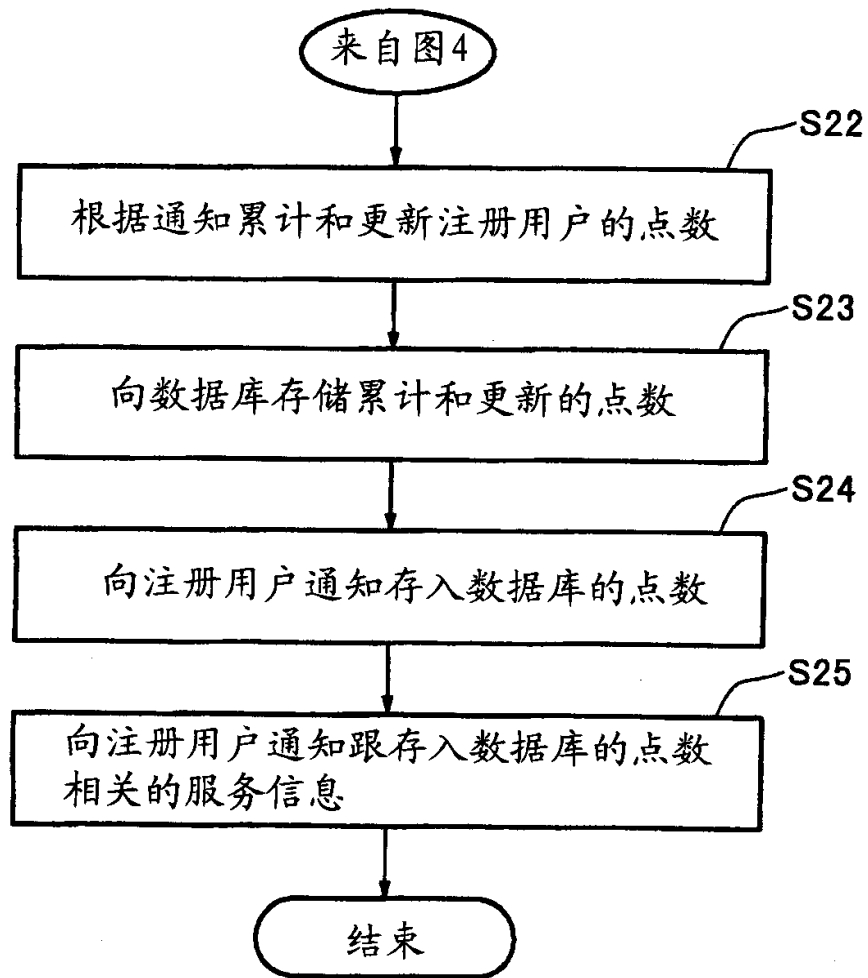 来自图4
S22
根据通知累计和更新注册用户的点数
S23
向数据库存储累计和更新的点数
S24
向注册用户通知存入数据库的点数
S25
向注册用户通知跟存入数据库的点数
相关的服务信息
结束